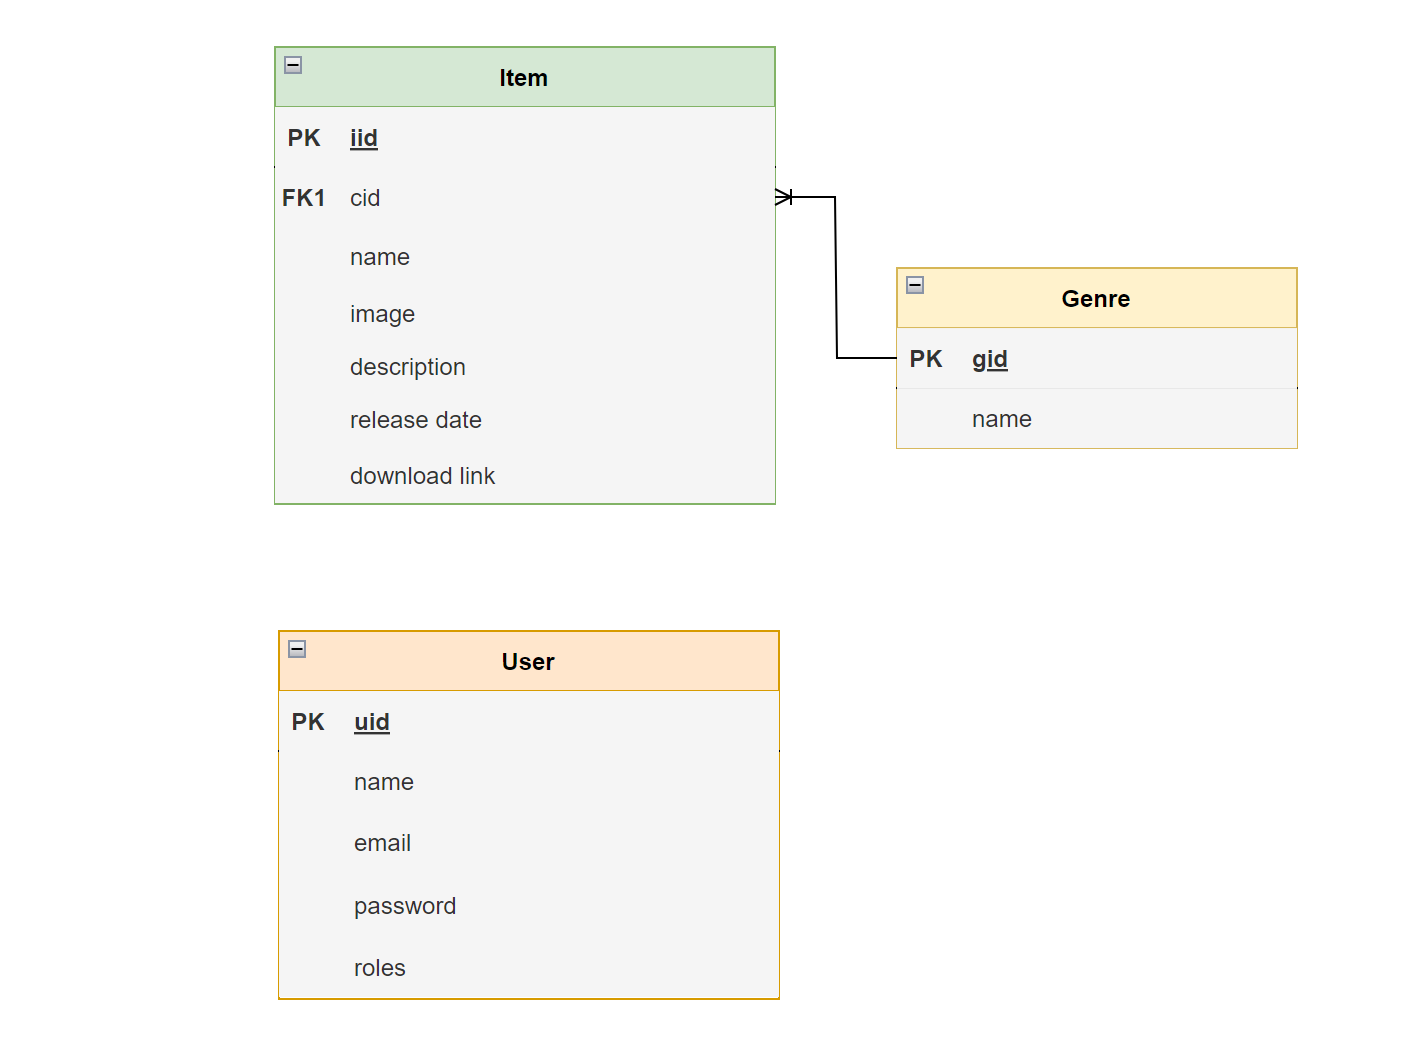 Item
PK iid
FK1 cid
name
image
description
release date
download link
Genre
PK gid
name
User
PK uid
name
email
password
roles